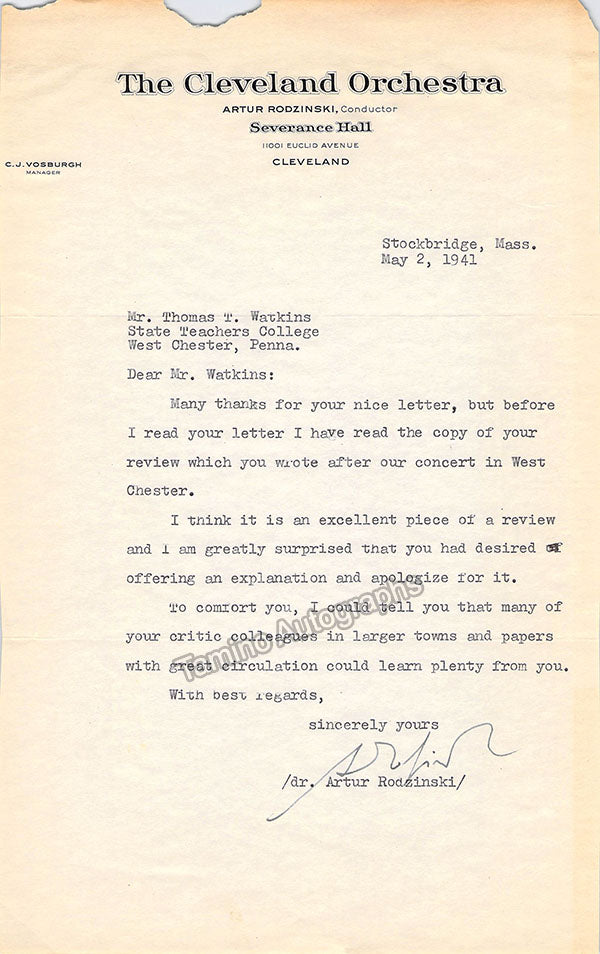 The Cleveland Orchestra
ARTUR RODZINSKI, Conductor
Severance Hall
11001 EUCLID AVENUE
CLEVELAND
C.J.VOSBURGH
MANAGER
Stockbridge, Mass.
May 2, 1941
Mr. Thomas T. Watkins
State Teachers College
West Chester, Penna.
Dear Mr. Watkins:
Many thanks for your nice letter, but before
I read your letter I have read the copy of your
review which you wrote after our concert in West
Chester.
I think it is an excellent piece of a review
and I am greatly surprised that you had desired of
offering an explanation and apologize for it.
To comfort you, I could tell you that many of
your critic colleagues in larger towns and papers
with great circulation could learn plenty from you.
With best regards,
sincerely yours
/dr. Artur Rodzinski/
Tamino Autographs